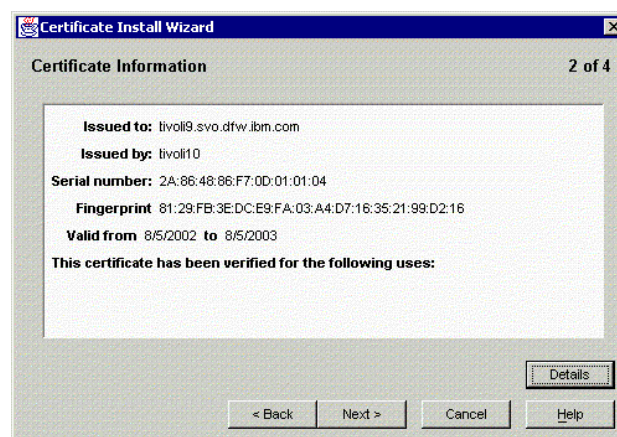 Certificate Install Wizard
Certificate Information
2 of 4
Issued to: tivoli9.svo.dfw.ibm.com
Issued by: tivoli10
Serial number: 2A:86:48:86:F7:0D:01:01:04
Fingerprint 81:29:FB:3E:DC:E9:FA:03:A4:D7:16:35:21:99:D2:16
Valid from 8/5/2002 to 8/5/2003
This certificate has been verified for the following uses:
Details
< Back Next > Cancel Help